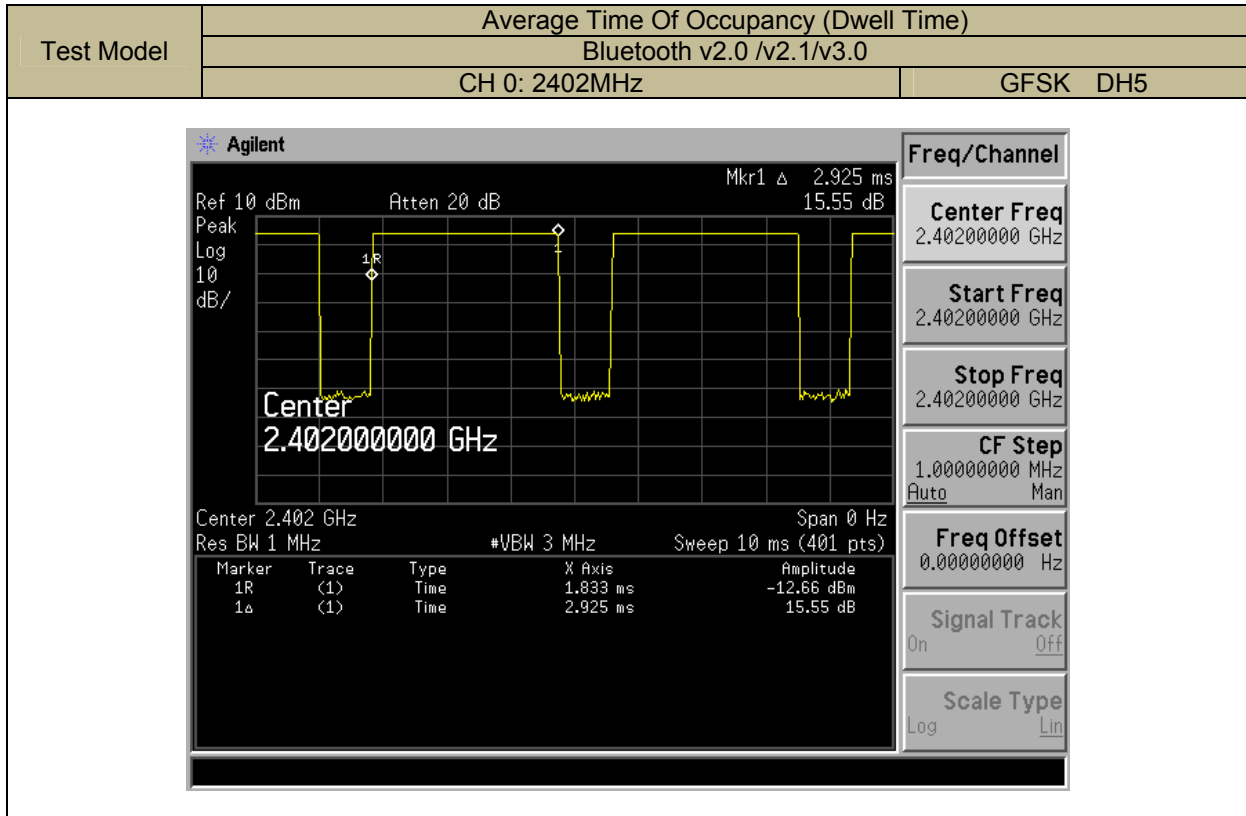 Test Model
Average Time Of Occupancy (Dwell Time)
Bluetooth v2.0 /v2.1/v3.0
CH 0: 2402MHz
GFSK DH5
Agilent
Freq/Channel
Mkr1 Δ 2.925 ms
Ref 10 dBm Atten 20 dB 15.55 dB
Peak
Log
10
dB/
1R
1
Center
2.402000000 GHz
Center 2.402 GHz Span 0 Hz
Res BW 1 MHz #VBW 3 MHz Sweep 10 ms (401 pts)
Marker Trace Type X Axis Amplitude
1R (1) Time 1.833 ms -12.66 dBm
1Δ (1) Time 2.925 ms 15.55 dB
Center Freq
2.40200000 GHz
Start Freq
2.40200000 GHz
Stop Freq
2.40200000 GHz
CF Step
1.00000000 MHz
Auto Man
Freq Offset
0.00000000 Hz
Signal Track
On Off
Scale Type
Log Lin